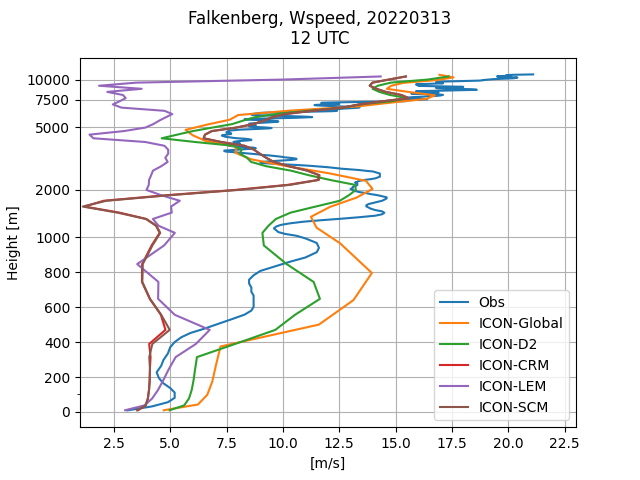 Falkenberg, Wspeed, 20220313
12 UTC
10000
7500
5000
2000
1000
800
600
400
200
0
Height [m]
Obs
ICON-Global
ICON-D2
ICON-CRM
ICON-LEM
ICON-SCM
2.5 5.0 7.5 10.0 12.5 15.0 17.5 20.0 22.5
[m/s]